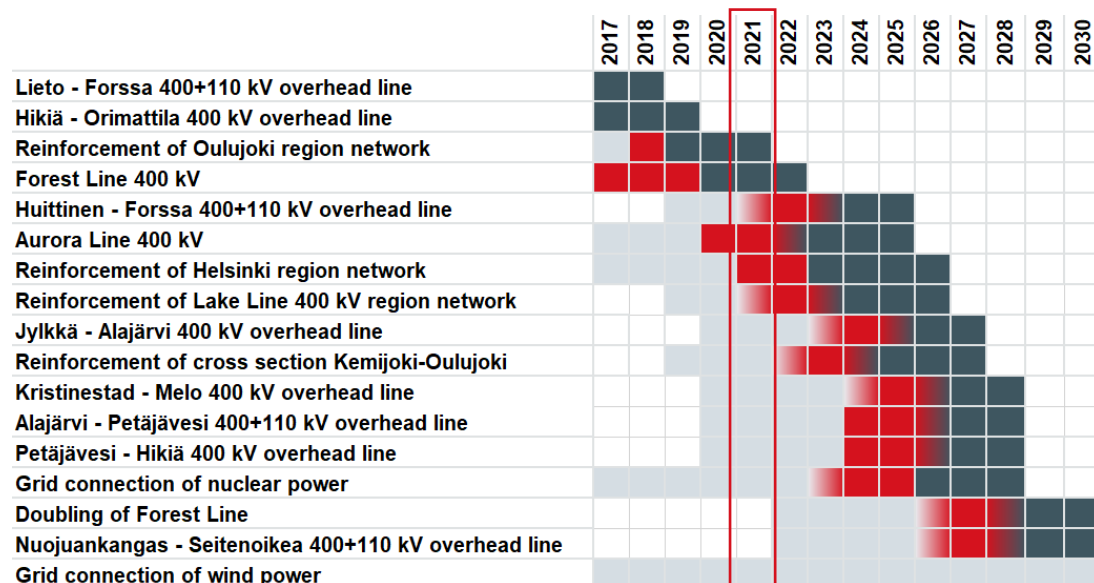 2017 2018 2019 2020 2021 2022 2023 2024 2025 2026 2027 2028 2029 2030
Lieto - Forssa 400+110 kV overhead line
Hikiä - Orimattila 400 kV overhead line
Reinforcement of Oulujoki region network
Forest Line 400 kV
Huittinen - Forssa 400+110 kV overhead line
Aurora Line 400 kV
Reinforcement of Helsinki region network
Reinforcement of Lake Line 400 kV region network
Jylkkä - Alajärvi 400 kV overhead line
Reinforcement of cross section Kemijoki-Oulujoki
Kristinestad - Melo 400 kV overhead line
Alajärvi - Petäjävesi 400+110 kV overhead line
Petäjävesi - Hikiä 400 kV overhead line
Grid connection of nuclear power
Doubling of Forest Line
Nuojuankangas - Seitenoikea 400+110 kV overhead line
Grid connection of wind power